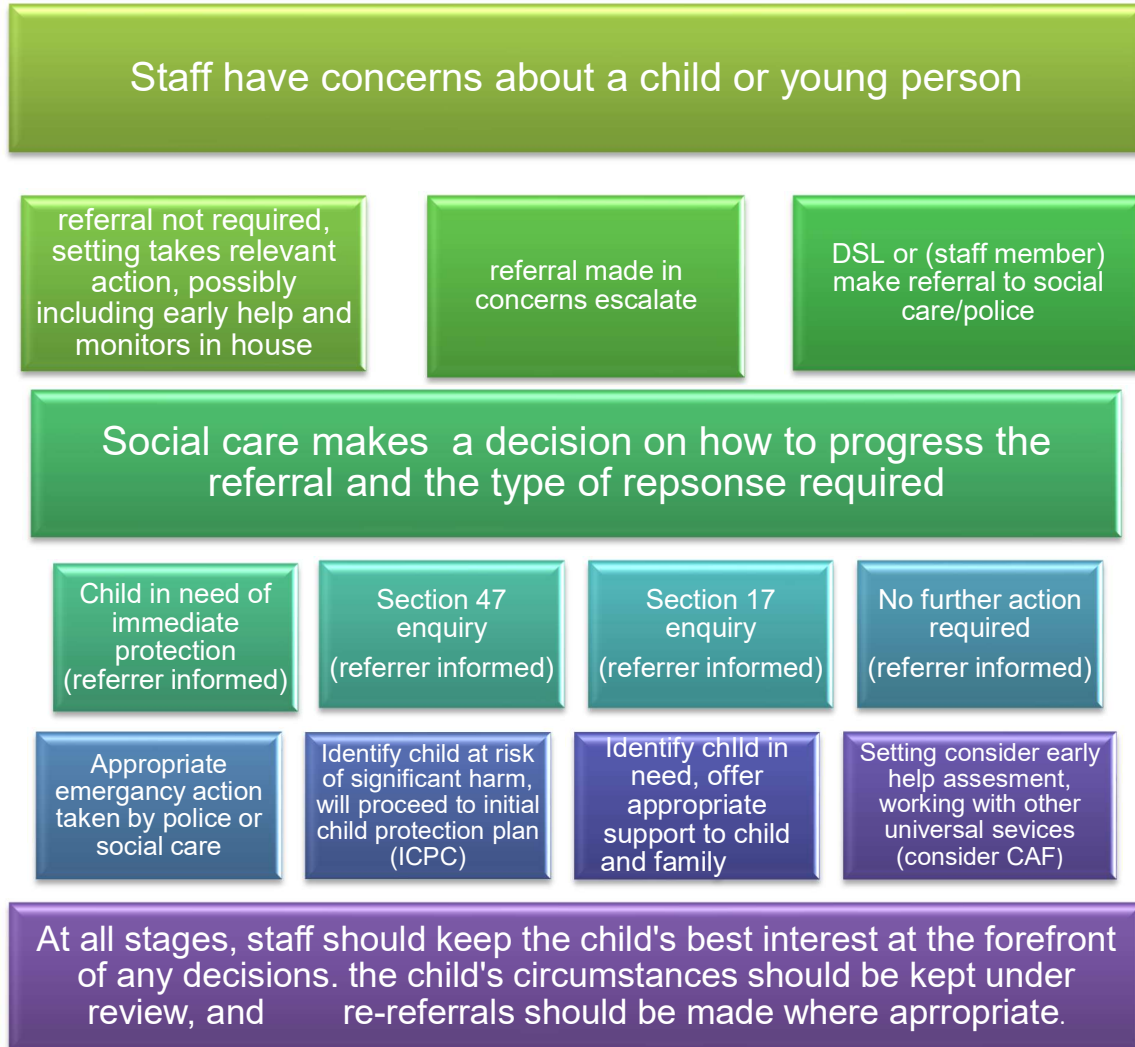 Staff have concerns about a child or young person
referral not required,
setting takes relevant
action, possibly
including early help and
monitors in house
referral made in
concerns escalate
DSL or (staff member)
make referral to social
care/police
Social care makes  a decision on how to progress the
referral and the type of repsonse required
Child in need of
immediate
protection
(referrer informed)
Section 47
enquiry
(referrer informed)
Section 17
enquiry
(referrer informed)
No further action
required
(referrer informed)
Appropriate
emergancy action
taken by police or
social care
Identify child at risk
of significant harm,
will proceed to initial
child protection plan
(ICPC)
Identify chIld in
need, offer
appropriate
support to child
and family
Setting consider early
help assesment,
working with other
universal sevices
(consider CAF)
At all stages, staff should keep the child's best interest at the forefront
of any decisions. the child's circumstances should be kept under
review, and re-referrals should be made where aprropriate.